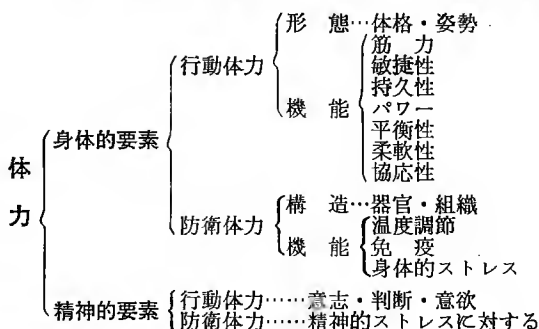 体力
身体的要素
行動体力
形　態…体格・姿勢
機　能
筋　力
敏捷性
持久性
パワー
平衡性
柔軟性
協応性
防衛体力
構　造…器官・組織
機　能
温度調節
免　疫
身体的ストレス
精神的要素
行動体力……意志・判断・意欲
防衛体力……精神的ストレスに対する